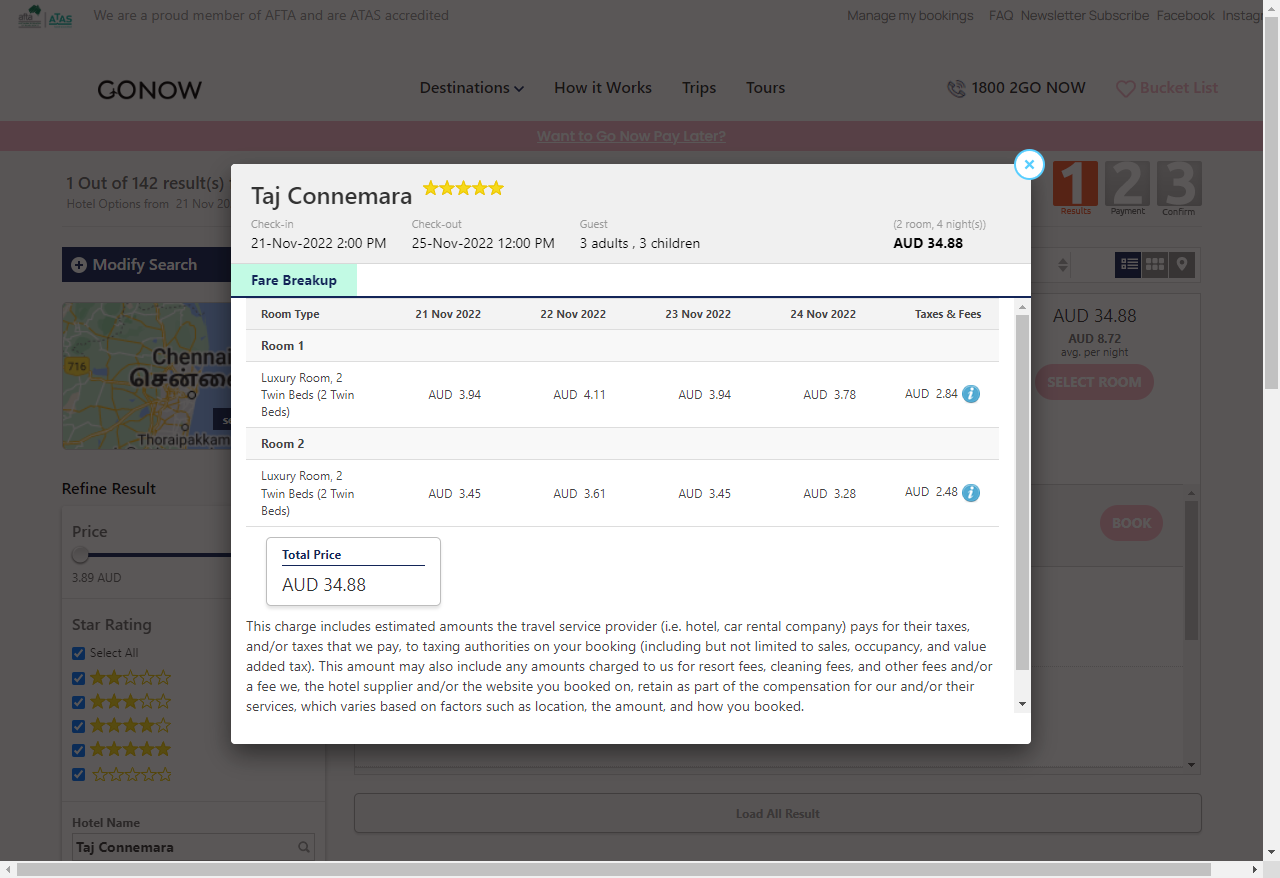 We are a proud member of AFTA and are ATAS accredited
Manage my bookings FAQ Newsletter Subscribe Facebook
afta ATAS
GONOW
Destinations How it Works Trips Tours
1800 2GO NOW
Bucket List
Want to Go Now Pay Later?
1 Out of 142 result(s)
Hotel Options from 21 Nov 20
1 2 3
Results Payment Confirm
Taj Connemara
Check-in Check-out Guest (2 room, 4 night(s))
21-Nov-2022 2:00 PM 25-Nov-2022 12:00 PM 3 adults , 3 children AUD 34.88
Modify Search
Fare Breakup
Room Type 21 Nov 2022 22 Nov 2022 23 Nov 2022 24 Nov 2022 Taxes & Fees
Room 1
Luxury Room, 2
Twin Beds (2 Twin
Beds)
AUD 3.94 AUD 4.11 AUD 3.94 AUD 3.78 AUD 2.84 i
Room 2
Luxury Room, 2
Twin Beds (2 Twin
Beds)
AUD 3.45 AUD 3.61 AUD 3.45 AUD 3.28 AUD 2.48 i
Total Price
AUD 34.88
This charge includes estimated amounts the travel service provider (i.e. hotel, car rental company) pays for their taxes,
and/or taxes that we pay, to taxing authorities on your booking (including but not limited to sales, occupancy, and value
added tax). This amount may also include any amounts charged to us for resort fees, cleaning fees, and other fees and/or
a fee we, the hotel supplier and/or the website you booked on, retain as part of the compensation for our and/or their
services, which varies based on factors such as location, the amount, and how you booked.
AUD 34.88
AUD 8.72
avg. per night
SELECT ROOM
BOOK
716
Chennai
Thoraipakkam
Refine Result
Price
3.89 AUD
Star Rating
Select All
Hotel Name
Taj Connemara
Load All Result